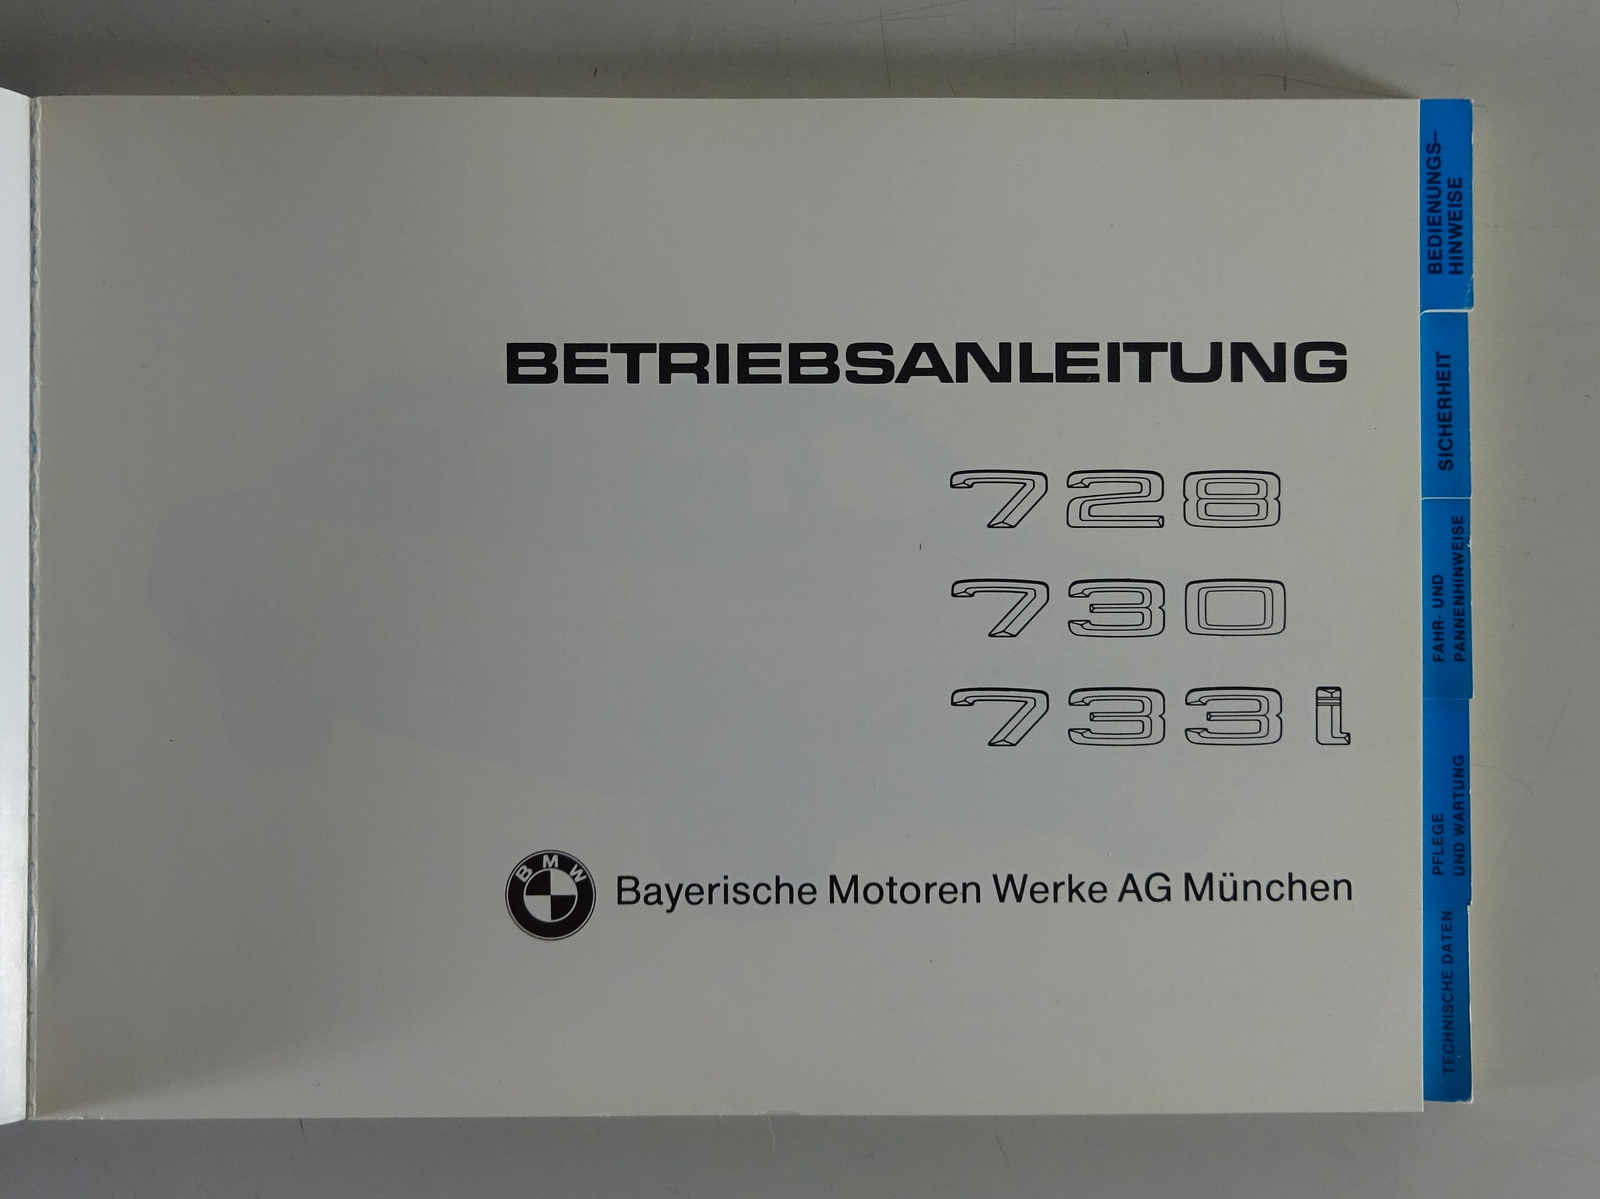 BETRIEBSANLEITUNG
728
730
733i
BMW
Bayerische Motoren Werke AG München
BEDIENUNGS-
HINWEISE
SICHERHEIT
FAHR- UND
PANNENHINWEISE
PFLEGE
UND WARTUNG
TECHNISCHE DATEN